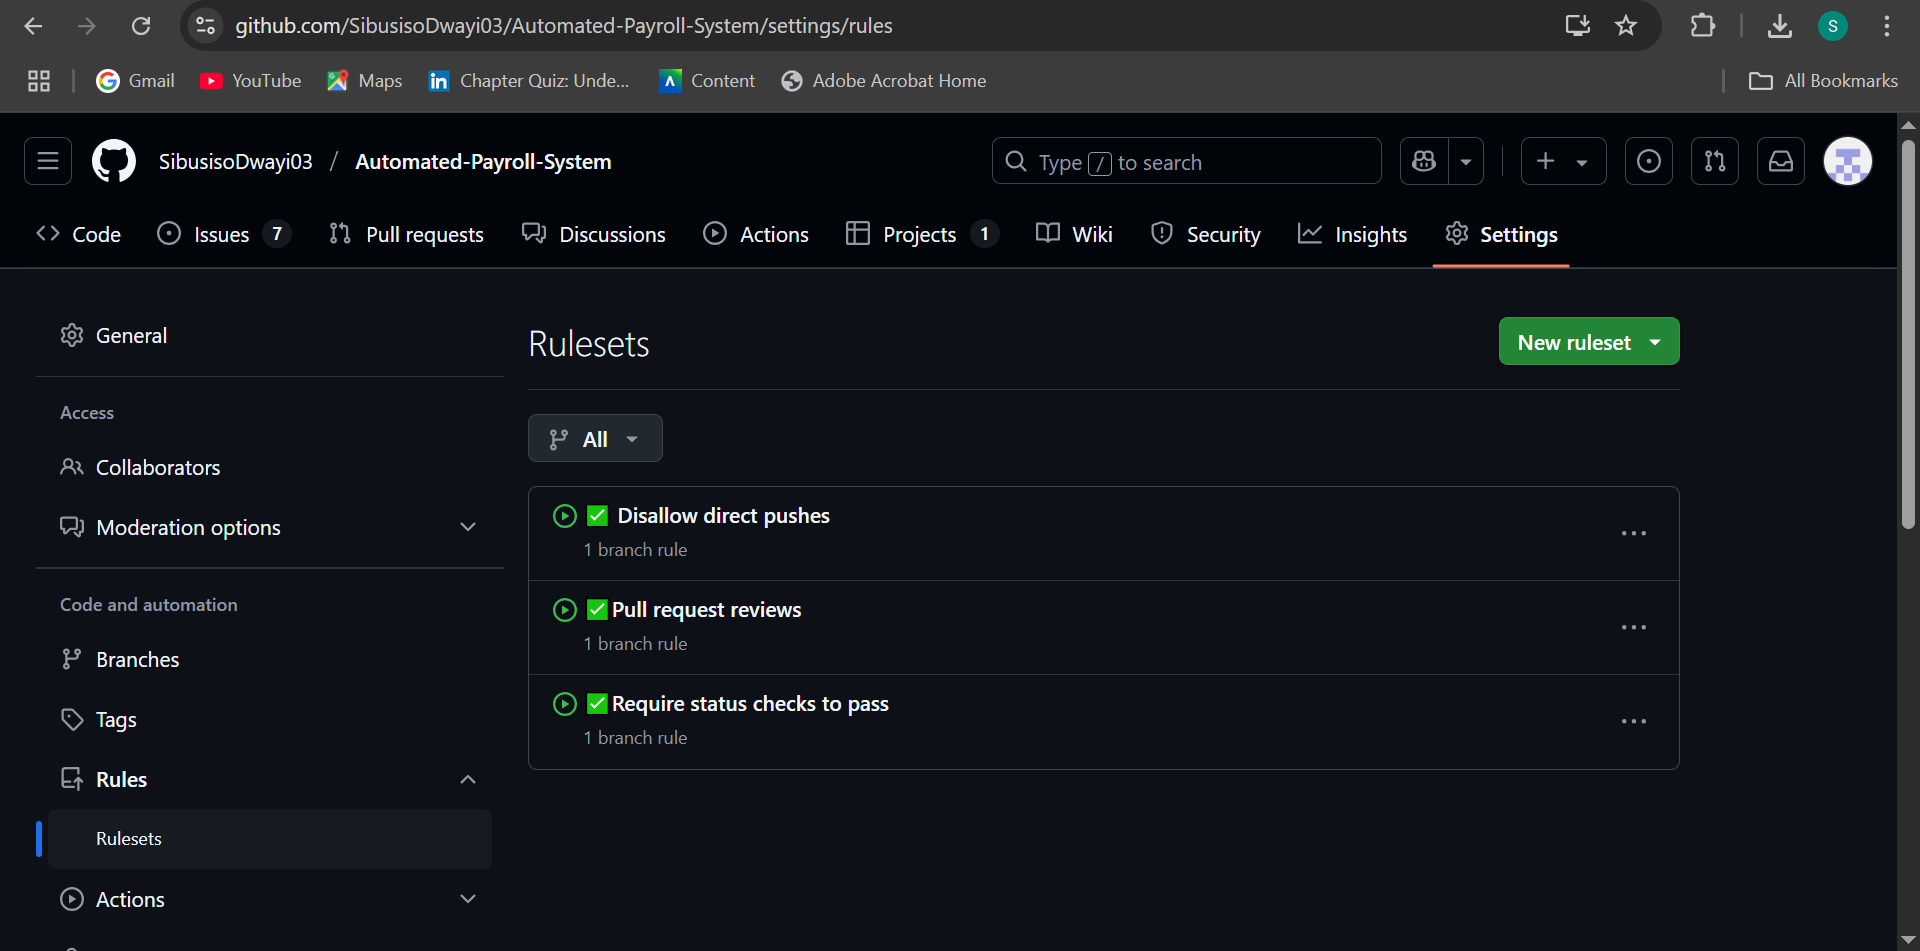 github.com/SibusisoDwayi03/Automated-Payroll-System/settings/rules
S
Gmail
YouTube
Maps
Chapter Quiz: Unde...
Content
Adobe Acrobat Home
All Bookmarks
SibusisoDwayi03 / Automated-Payroll-System
Type / to search
Code
Issues 7
Pull requests
Discussions
Actions
Projects 1
Wiki
Security
Insights
Settings
General
Access
Collaborators
Moderation options
Code and automation
Branches
Tags
Rules
Rulesets
Actions
Rulesets
New ruleset
All
✅ Disallow direct pushes
1 branch rule
✅Pull request reviews
1 branch rule
✅Require status checks to pass
1 branch rule